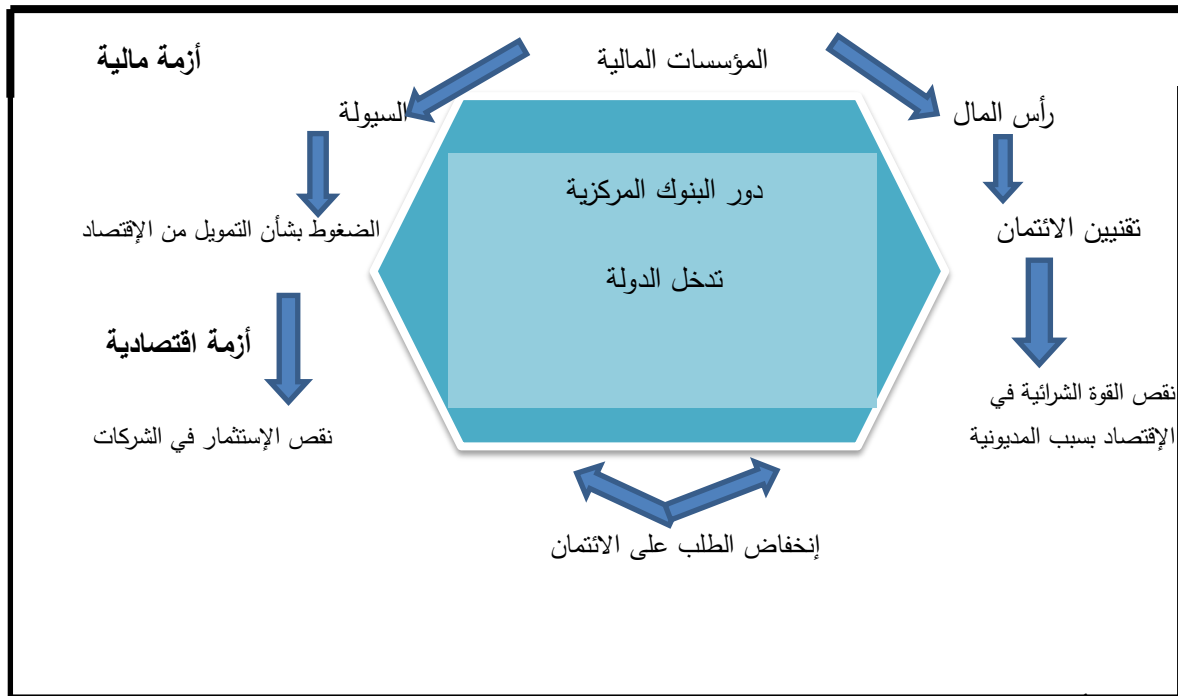 المؤسسات المالية
أزمة مالية
رأس المال
السيولة
دور البنوك المركزية
تقنيين الائتمان
الضغوط بشأن التمويل من الإقتصاد
تدخل الدولة
أزمة اقتصادية
نقص القوة الشرائية في
الإقتصاد بسبب المديونية
نقص الإستثمار في الشركات
إنخفاض الطلب على الائتمان